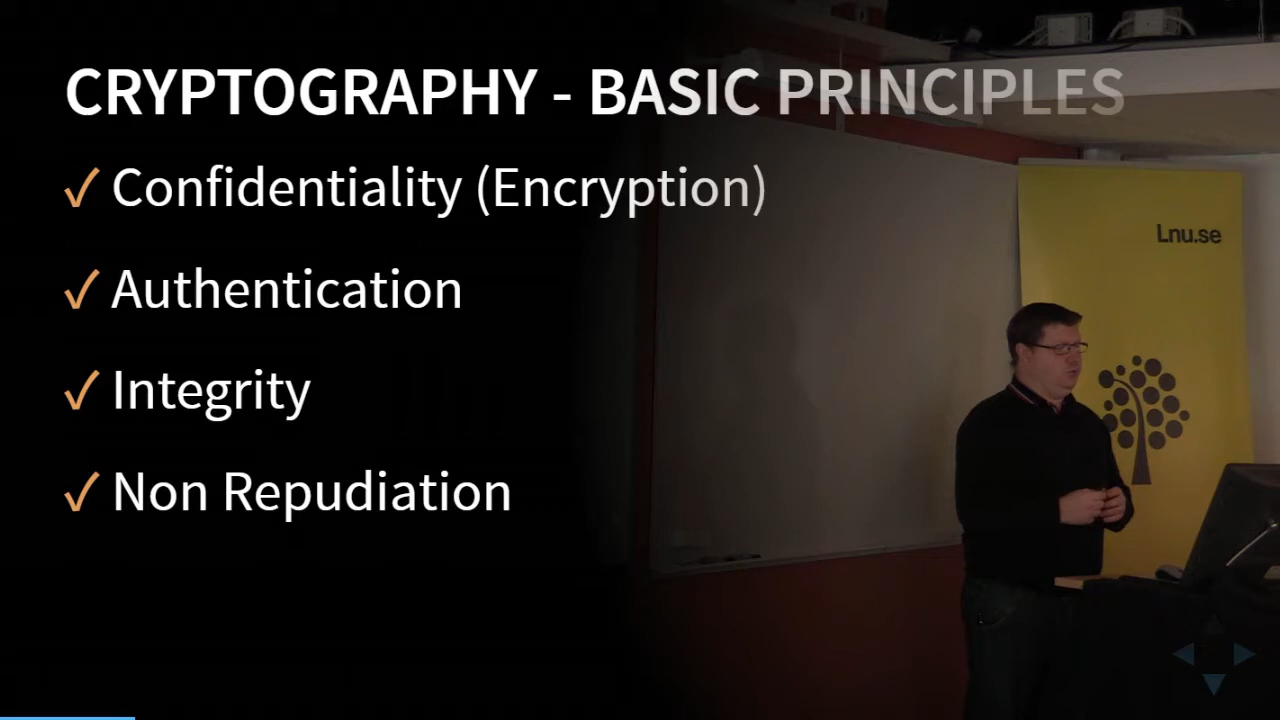 CRYPTOGRAPHY - BASIC PRINCIPLES
✓ Confidentiality (Encryption)
✓ Authentication
✓ Integrity
✓ Non Repudiation
Lnu.se